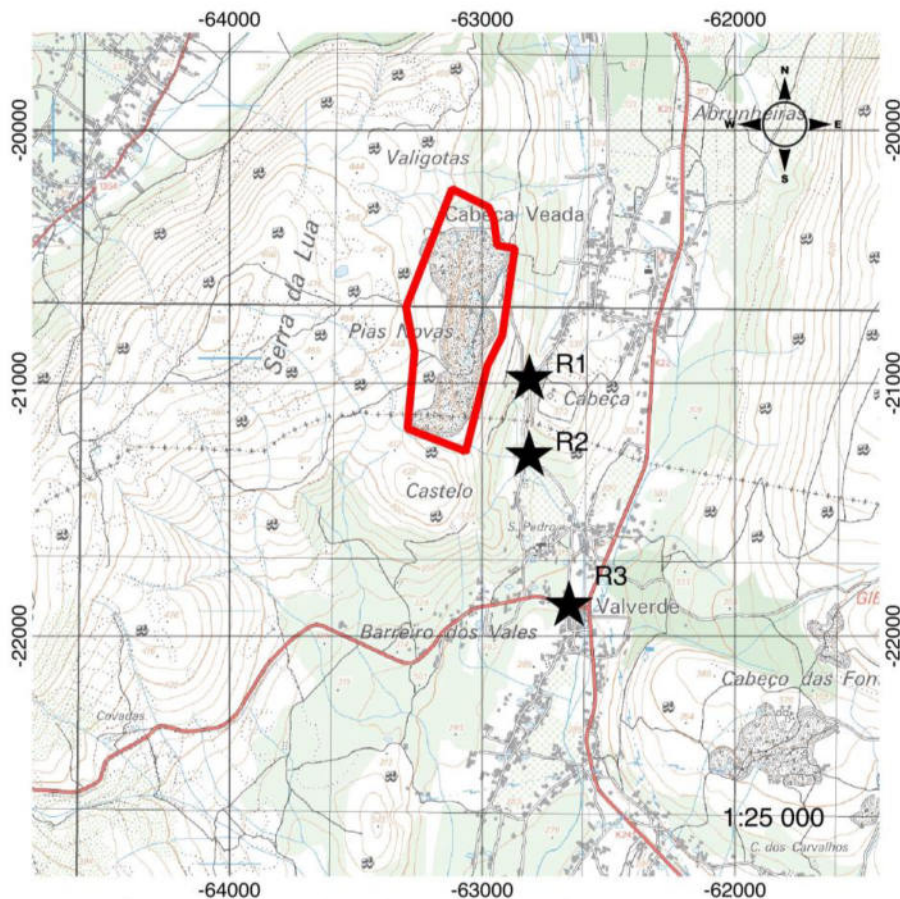 -64000 -63000 -62000
N
W E
S
Abrunheiras
-20000 -20000
Valigotas
Cabeça Veada
Serra da Lua
Pias Novas
R1
-21000 -21000
Cabeça
R2
Castelo
S. Pedro
R3
Valverde
-22000 -22000
Barreiro dos Vales
Cabeço das Fon
Covadas
1:25 000
C. dos Carvalhos
-64000 -63000 -62000